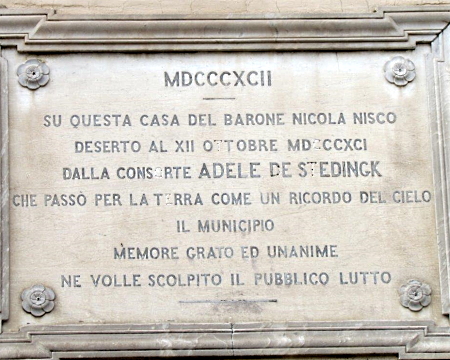 MDCCCXCII
SU QUESTA CASA DEL BARONE NICOLA NISCO
DESERTO AL XII OTTOBRE MDCCCXCI
DALLA CONSORTE ADELE DE STEDINGK
CHE PASSÒ PER LA TERRA COME UN RICORDO DEL CIELO
IL MUNICIPIO
MEMORE GRATO ED UNANIME
NE VOLLE SCOLPITO IL PUBBLICO LUTTO